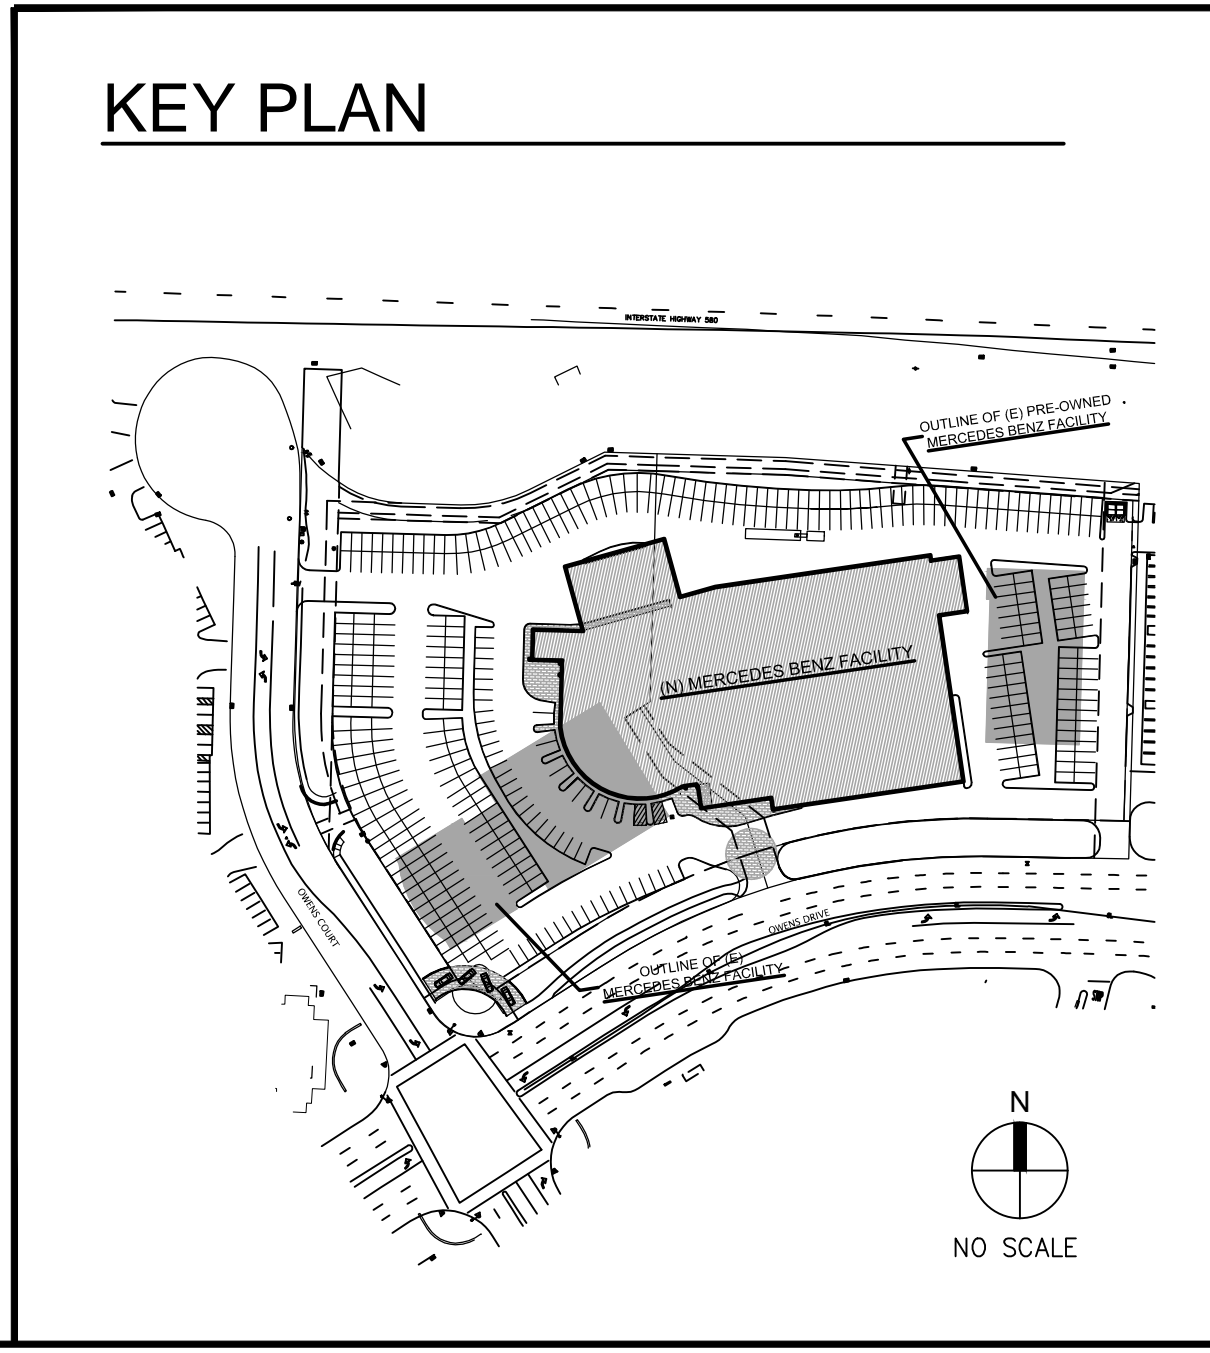 KEY PLAN
INTERSTATE HIGHWAY 580
OUTLINE OF (E) PRE-OWNED
MERCEDES BENZ FACILITY
(N) MERCEDES BENZ FACILITY
OWENS COURT
OWENS DRIVE
OUTLINE OF (E)
MERCEDES BENZ FACILITY
N
NO SCALE